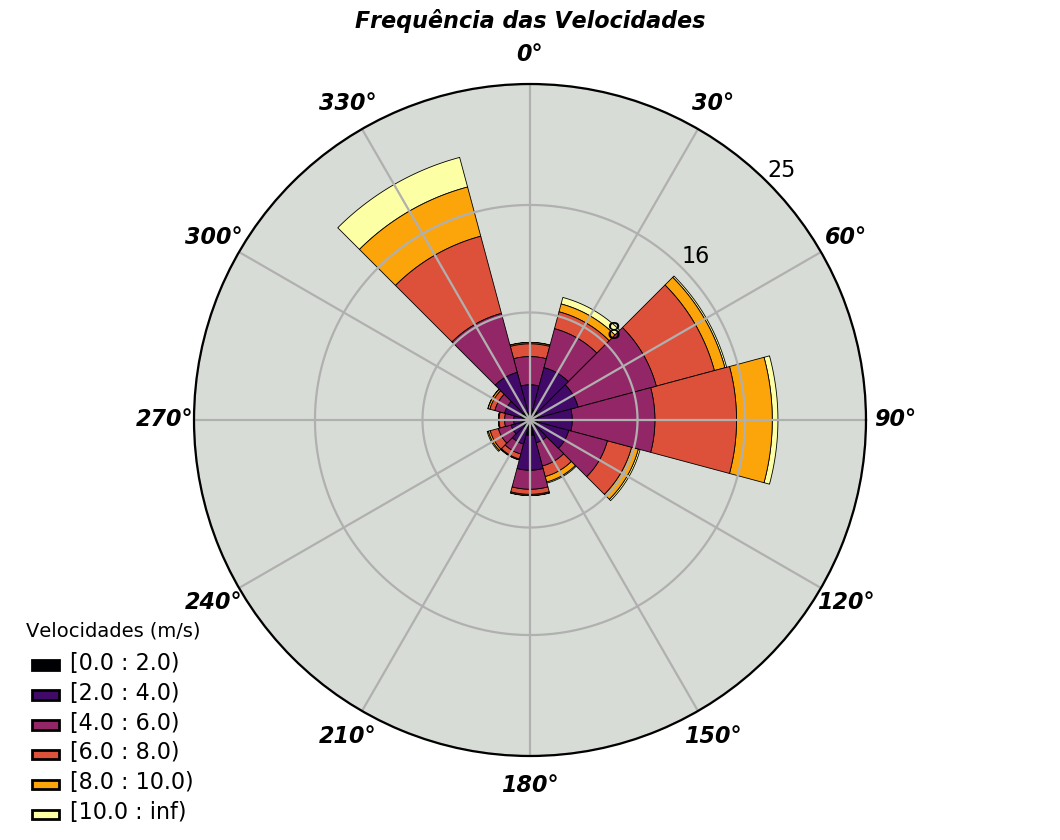 Frequência das Velocidades
0°
330°
30°
25
300°
60°
16
8
270°
90°
240°
120°
210°
150°
180°
Velocidades (m/s)
[0.0 : 2.0)
[2.0 : 4.0)
[4.0 : 6.0)
[6.0 : 8.0)
[8.0 : 10.0)
[10.0 : inf)